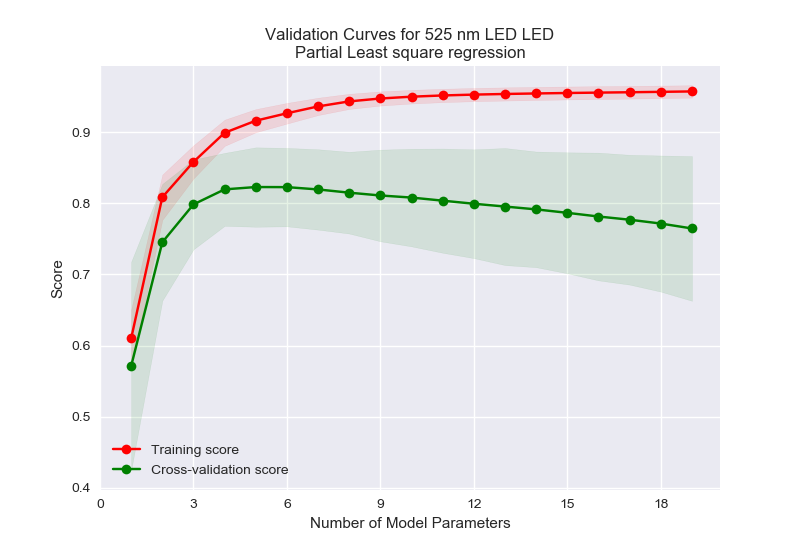 Validation Curves for 525 nm LED LED
Partial Least square regression
Score
0.9
0.8
0.7
0.6
0.5
0.4
Training score
Cross-validation score
0 3 6 9 12 15 18
Number of Model Parameters